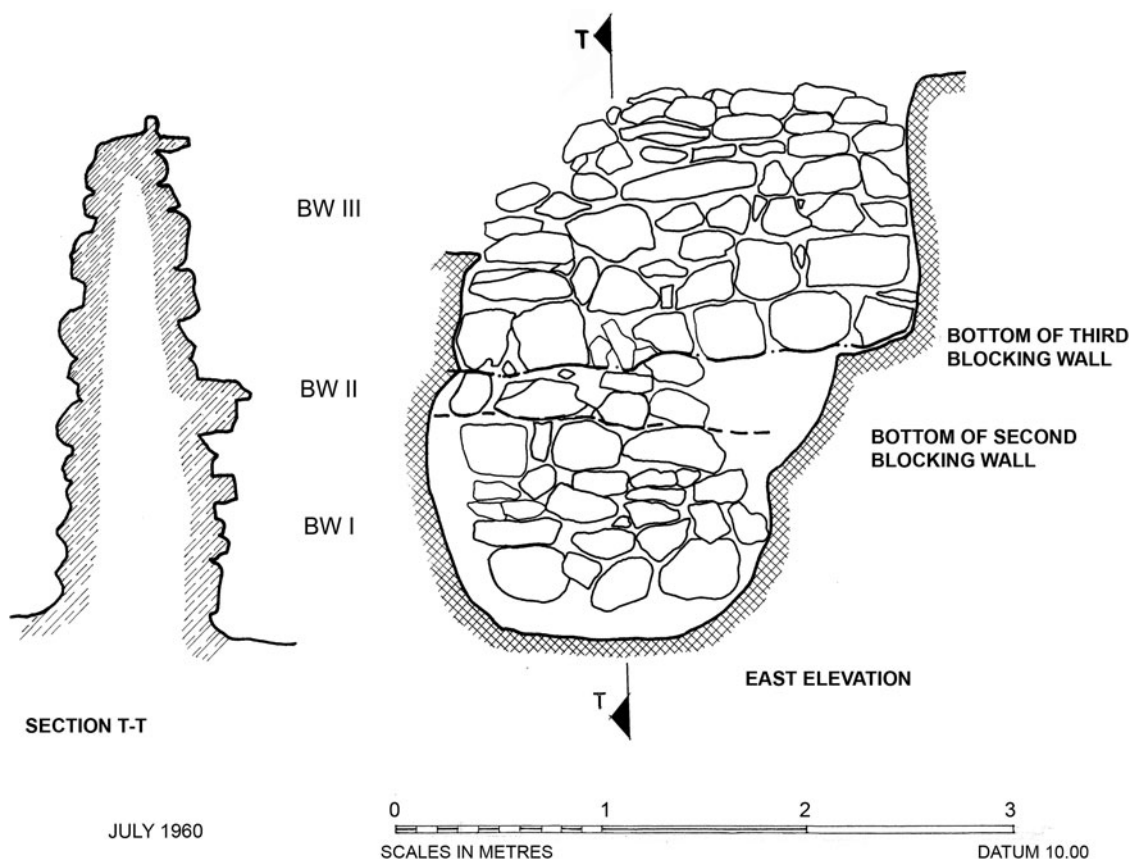 T
BW III
BOTTOM OF THIRD
BLOCKING WALL
BW II
BOTTOM OF SECOND
BLOCKING WALL
BW I
EAST ELEVATION
T
SECTION T-T
0 1 2 3
JULY 1960
SCALES IN METRES
DATUM 10.00